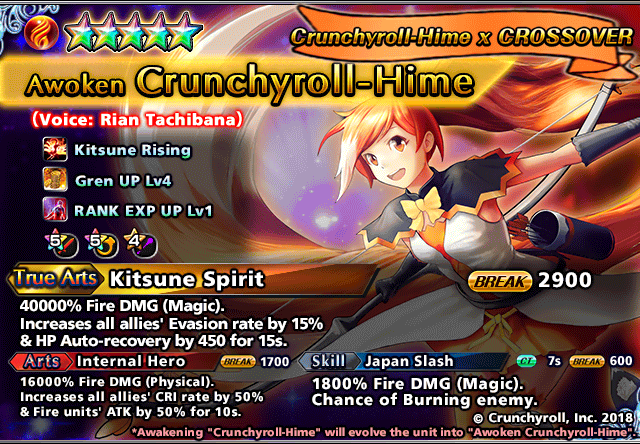 Crunchyroll-Hime x CROSSOVER
Awoken Crunchyroll-Hime
(Voice: Rian Tachibana)
Kitsune Rising
Gren UP Lv4
RANK EXP UP Lv1
5 5 4
True Arts Kitsune Spirit BREAK 2900
40000% Fire DMG (Magic).
Increases all allies' Evasion rate by 15%
& HP Auto-recovery by 450 for 15s.
Arts Internal Hero BREAK 1700
16000% Fire DMG (Physical).
Increases all allies' CRI rate by 50%
& Fire units' ATK by 50% for 10s.
Skill Japan Slash CT 7s BREAK 600
1800% Fire DMG (Magic).
Chance of Burning enemy.
© Crunchyroll, Inc. 2018
*Awakening "Crunchyroll-Hime" will evolve the unit into "Awoken Crunchyroll-Hime".